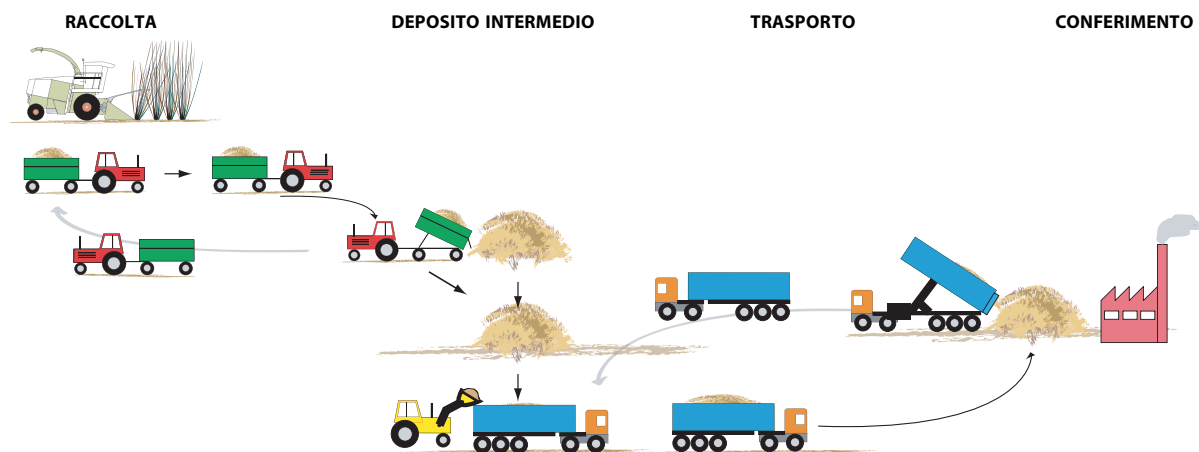 RACCOLTA
DEPOSITO INTERMEDIO
TRASPORTO
CONFERIMENTO